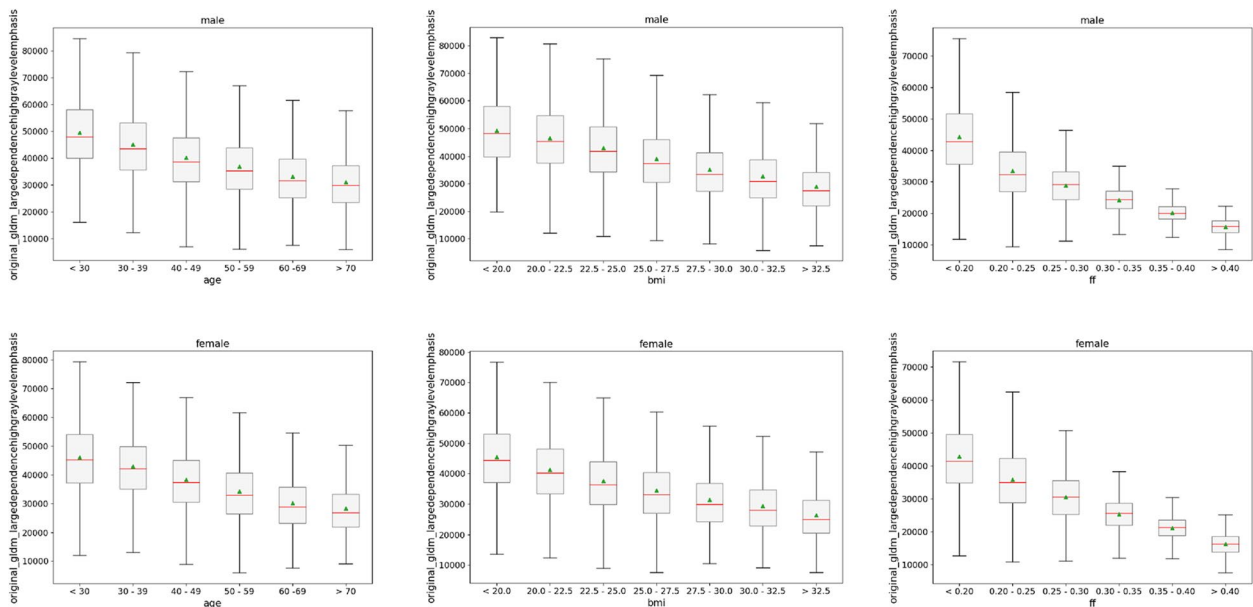 male
original_gldm_largedependencehighgraylevelemphasis
80000
70000
60000
50000
40000
30000
20000
10000
< 30
30 - 39
40 - 49
50 - 59
60 -69
> 70
age
male
original_gldm_largedependencehighgraylevelemphasis
80000
70000
60000
50000
40000
30000
20000
10000
< 20.0
20.0 - 22.5
22.5 - 25.0
25.0 - 27.5
27.5 - 30.0
30.0 - 32.5
> 32.5
bmi
male
original_gldm_largedependencehighgraylevelemphasis
70000
60000
50000
40000
30000
20000
10000
< 0.20
0.20 - 0.25
0.25 - 0.30
0.30 - 0.35
0.35 - 0.40
> 0.40
ff
female
original_gldm_largedependencehighgraylevelemphasis
80000
70000
60000
50000
40000
30000
20000
10000
< 30
30 - 39
40 - 49
50 - 59
60 -69
> 70
age
female
original_gldm_largedependencehighgraylevelemphasis
80000
70000
60000
50000
40000
30000
20000
10000
< 20.0
20.0 - 22.5
22.5 - 25.0
25.0 - 27.5
27.5 - 30.0
30.0 - 32.5
> 32.5
bmi
female
original_gldm_largedependencehighgraylevelemphasis
70000
60000
50000
40000
30000
20000
10000
< 0.20
0.20 - 0.25
0.25 - 0.30
0.30 - 0.35
0.35 - 0.40
> 0.40
ff